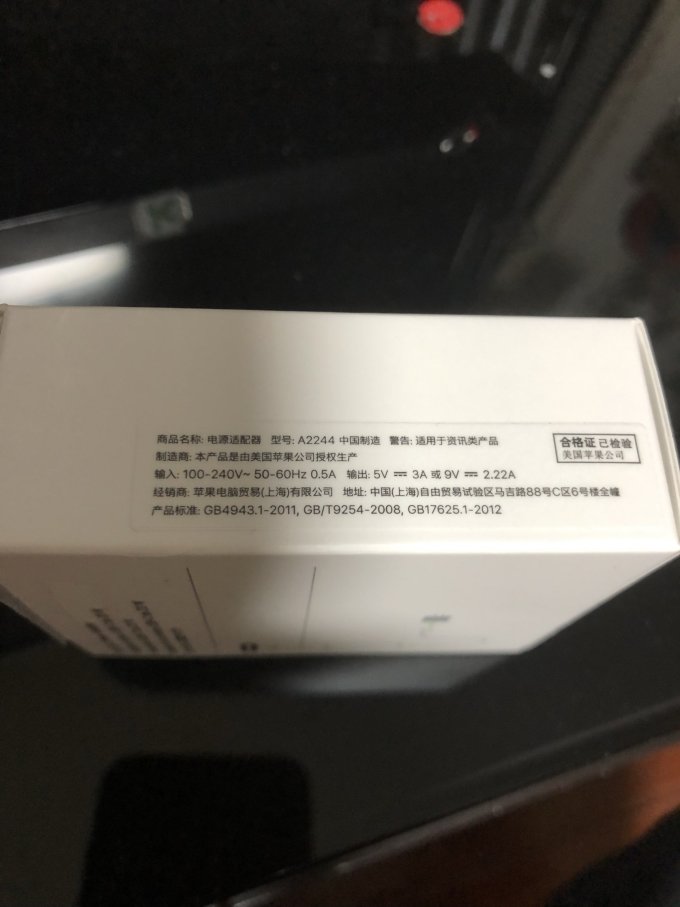 商品名称: 电源适配器 型号: A2244 中国制造 警告: 适用于资讯类产品
制造商: 本产品是由美国苹果公司授权生产
输入: 100-240V~ 50-60Hz 0.5A 输出: 5V ⎓ 3A 或 9V ⎓ 2.22A
经销商: 苹果电脑贸易(上海)有限公司 地址: 中国(上海)自由贸易试验区马吉路88号C区6号楼全幢
产品标准: GB4943.1-2011, GB/T9254-2008, GB17625.1-2012
合格证 已检验
美国苹果公司